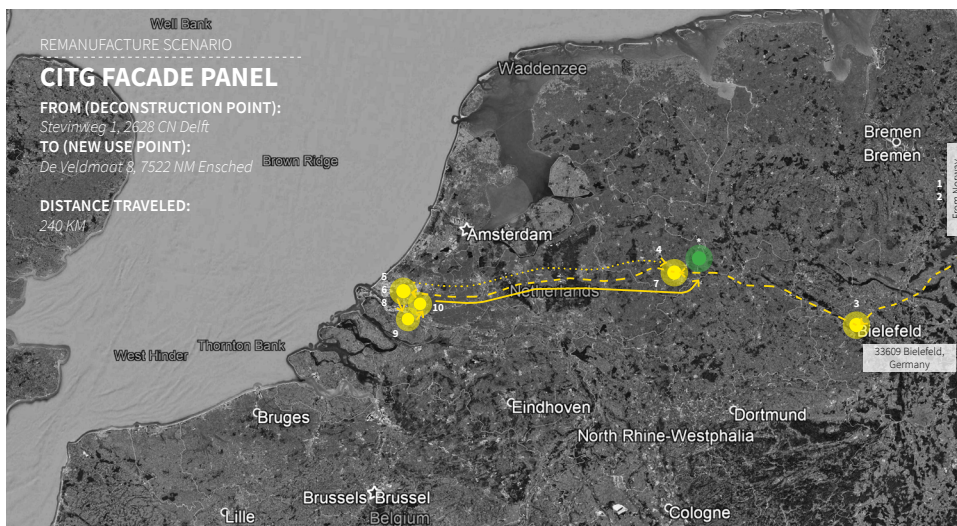 Well Bank
REMANUFACTURE SCENARIO
CITG FACADE PANEL
FROM (DECONSTRUCTION POINT):
Stevinweg 1, 2628 CN Delft
TO (NEW USE POINT):
De Veldmaat 8, 7522 NM Ensched
DISTANCE TRAVELED:
240 KM
Waddenzee
Brown Ridge
Bremen
Bremen
1
2
From Norway
Amsterdam
*
4
5
6
7
8
9
10
Netherlands
3
Bielefeld
33609 Bielefeld,
Germany
West Hinder
Thornton Bank
Bruges
Eindhoven
Dortmund
North Rhine-Westphalia
Brussels Brussel
Belgium
Lille
Cologne